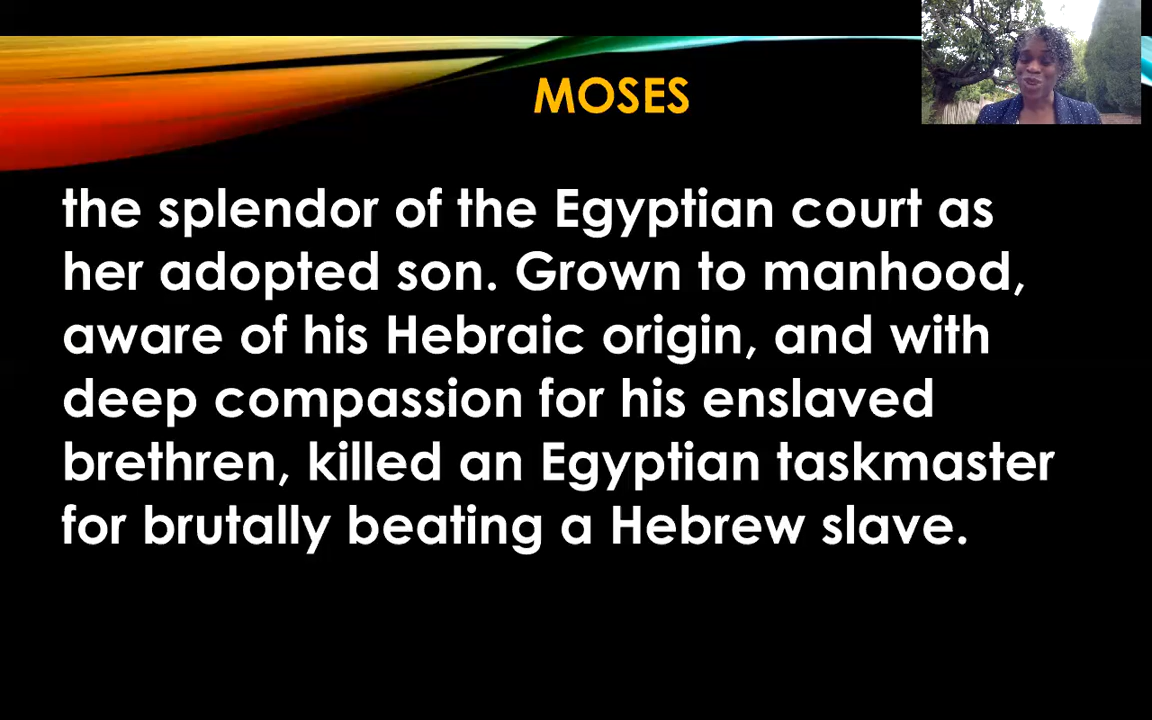 MOSES
the splendor of the Egyptian court as
her adopted son. Grown to manhood,
aware of his Hebraic origin, and with
deep compassion for his enslaved
brethren, killed an Egyptian taskmaster
for brutally beating a Hebrew slave.